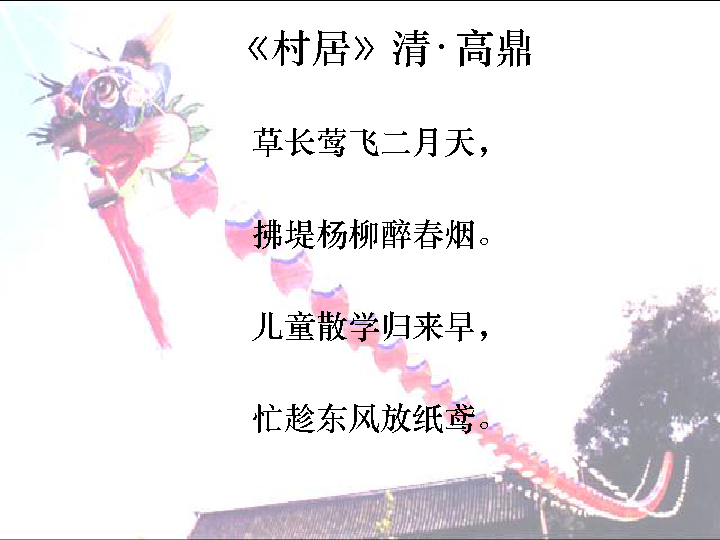 《村居》清·高鼎
草长莺飞二月天，
拂堤杨柳醉春烟。
儿童散学归来早，
忙趁东风放纸鸢。